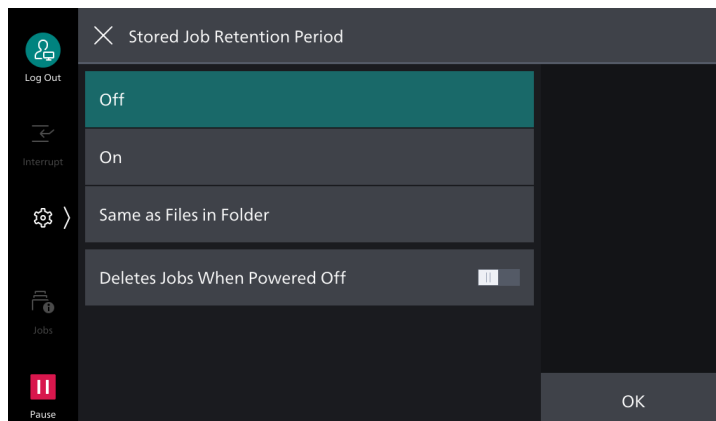 Stored Job Retention Period
Log Out
Off
Interrupt
On
Same as Files in Folder
Deletes Jobs When Powered Off
Jobs
Pause
OK